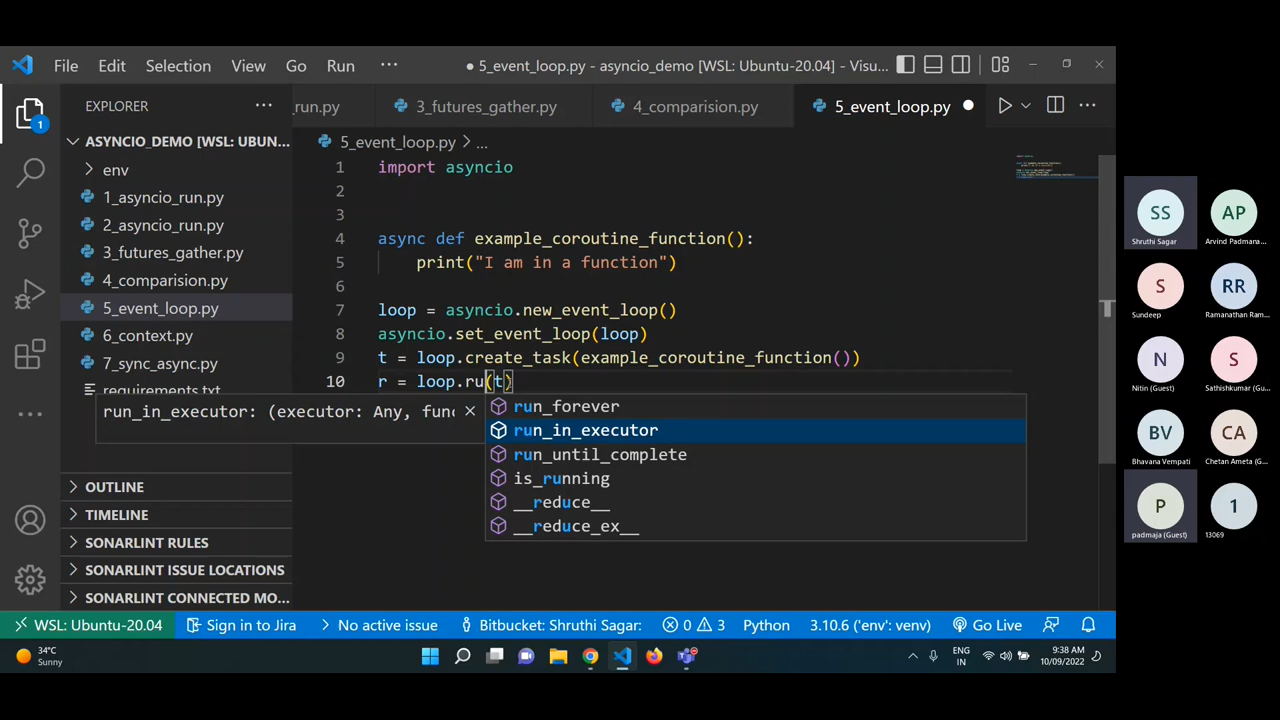 File Edit Selection View Go Run ··· ● 5_event_loop.py - asyncio_demo [WSL: Ubuntu-20.04] - Visu...
EXPLORER ···
_run.py 3_futures_gather.py 4_comparision.py 5_event_loop.py ● ···
1
ASYNCIO_DEMO [WSL: UBUN...
env
1_asyncio_run.py
2_asyncio_run.py
3_futures_gather.py
4_comparision.py
5_event_loop.py
6_context.py
7_sync_async.py
requirements.txt
5_event_loop.py > ...
1 import asyncio
2
3
4 async def example_coroutine_function():
5 print("I am in a function")
6
7 loop = asyncio.new_event_loop()
8 asyncio.set_event_loop(loop)
9 t = loop.create_task(example_coroutine_function())
10 r = loop.ru(t)
run_in_executor: (executor: Any, func
run_forever
run_in_executor
run_until_complete
is_running
__reduce__
__reduce_ex__
OUTLINE
TIMELINE
SONARLINT RULES
SONARLINT ISSUE LOCATIONS
SONARLINT CONNECTED MO...
WSL: Ubuntu-20.04 Sign in to Jira No active issue Bitbucket: Shruthi Sagar: 0 3 Python 3.10.6 ('env': venv) Go Live
34°C
Sunny
ENG
IN
9:38 AM
10/09/2022
SS
Shruthi Sagar
AP
Arvind Padmana...
S
Sundeep
RR
Ramanathan Ram...
N
Nitin (Guest)
S
Sathishkumar (G...
BV
Bhavana Vempati
CA
Chetan Ameta (G...
P
padmaja (Guest)
1
13069